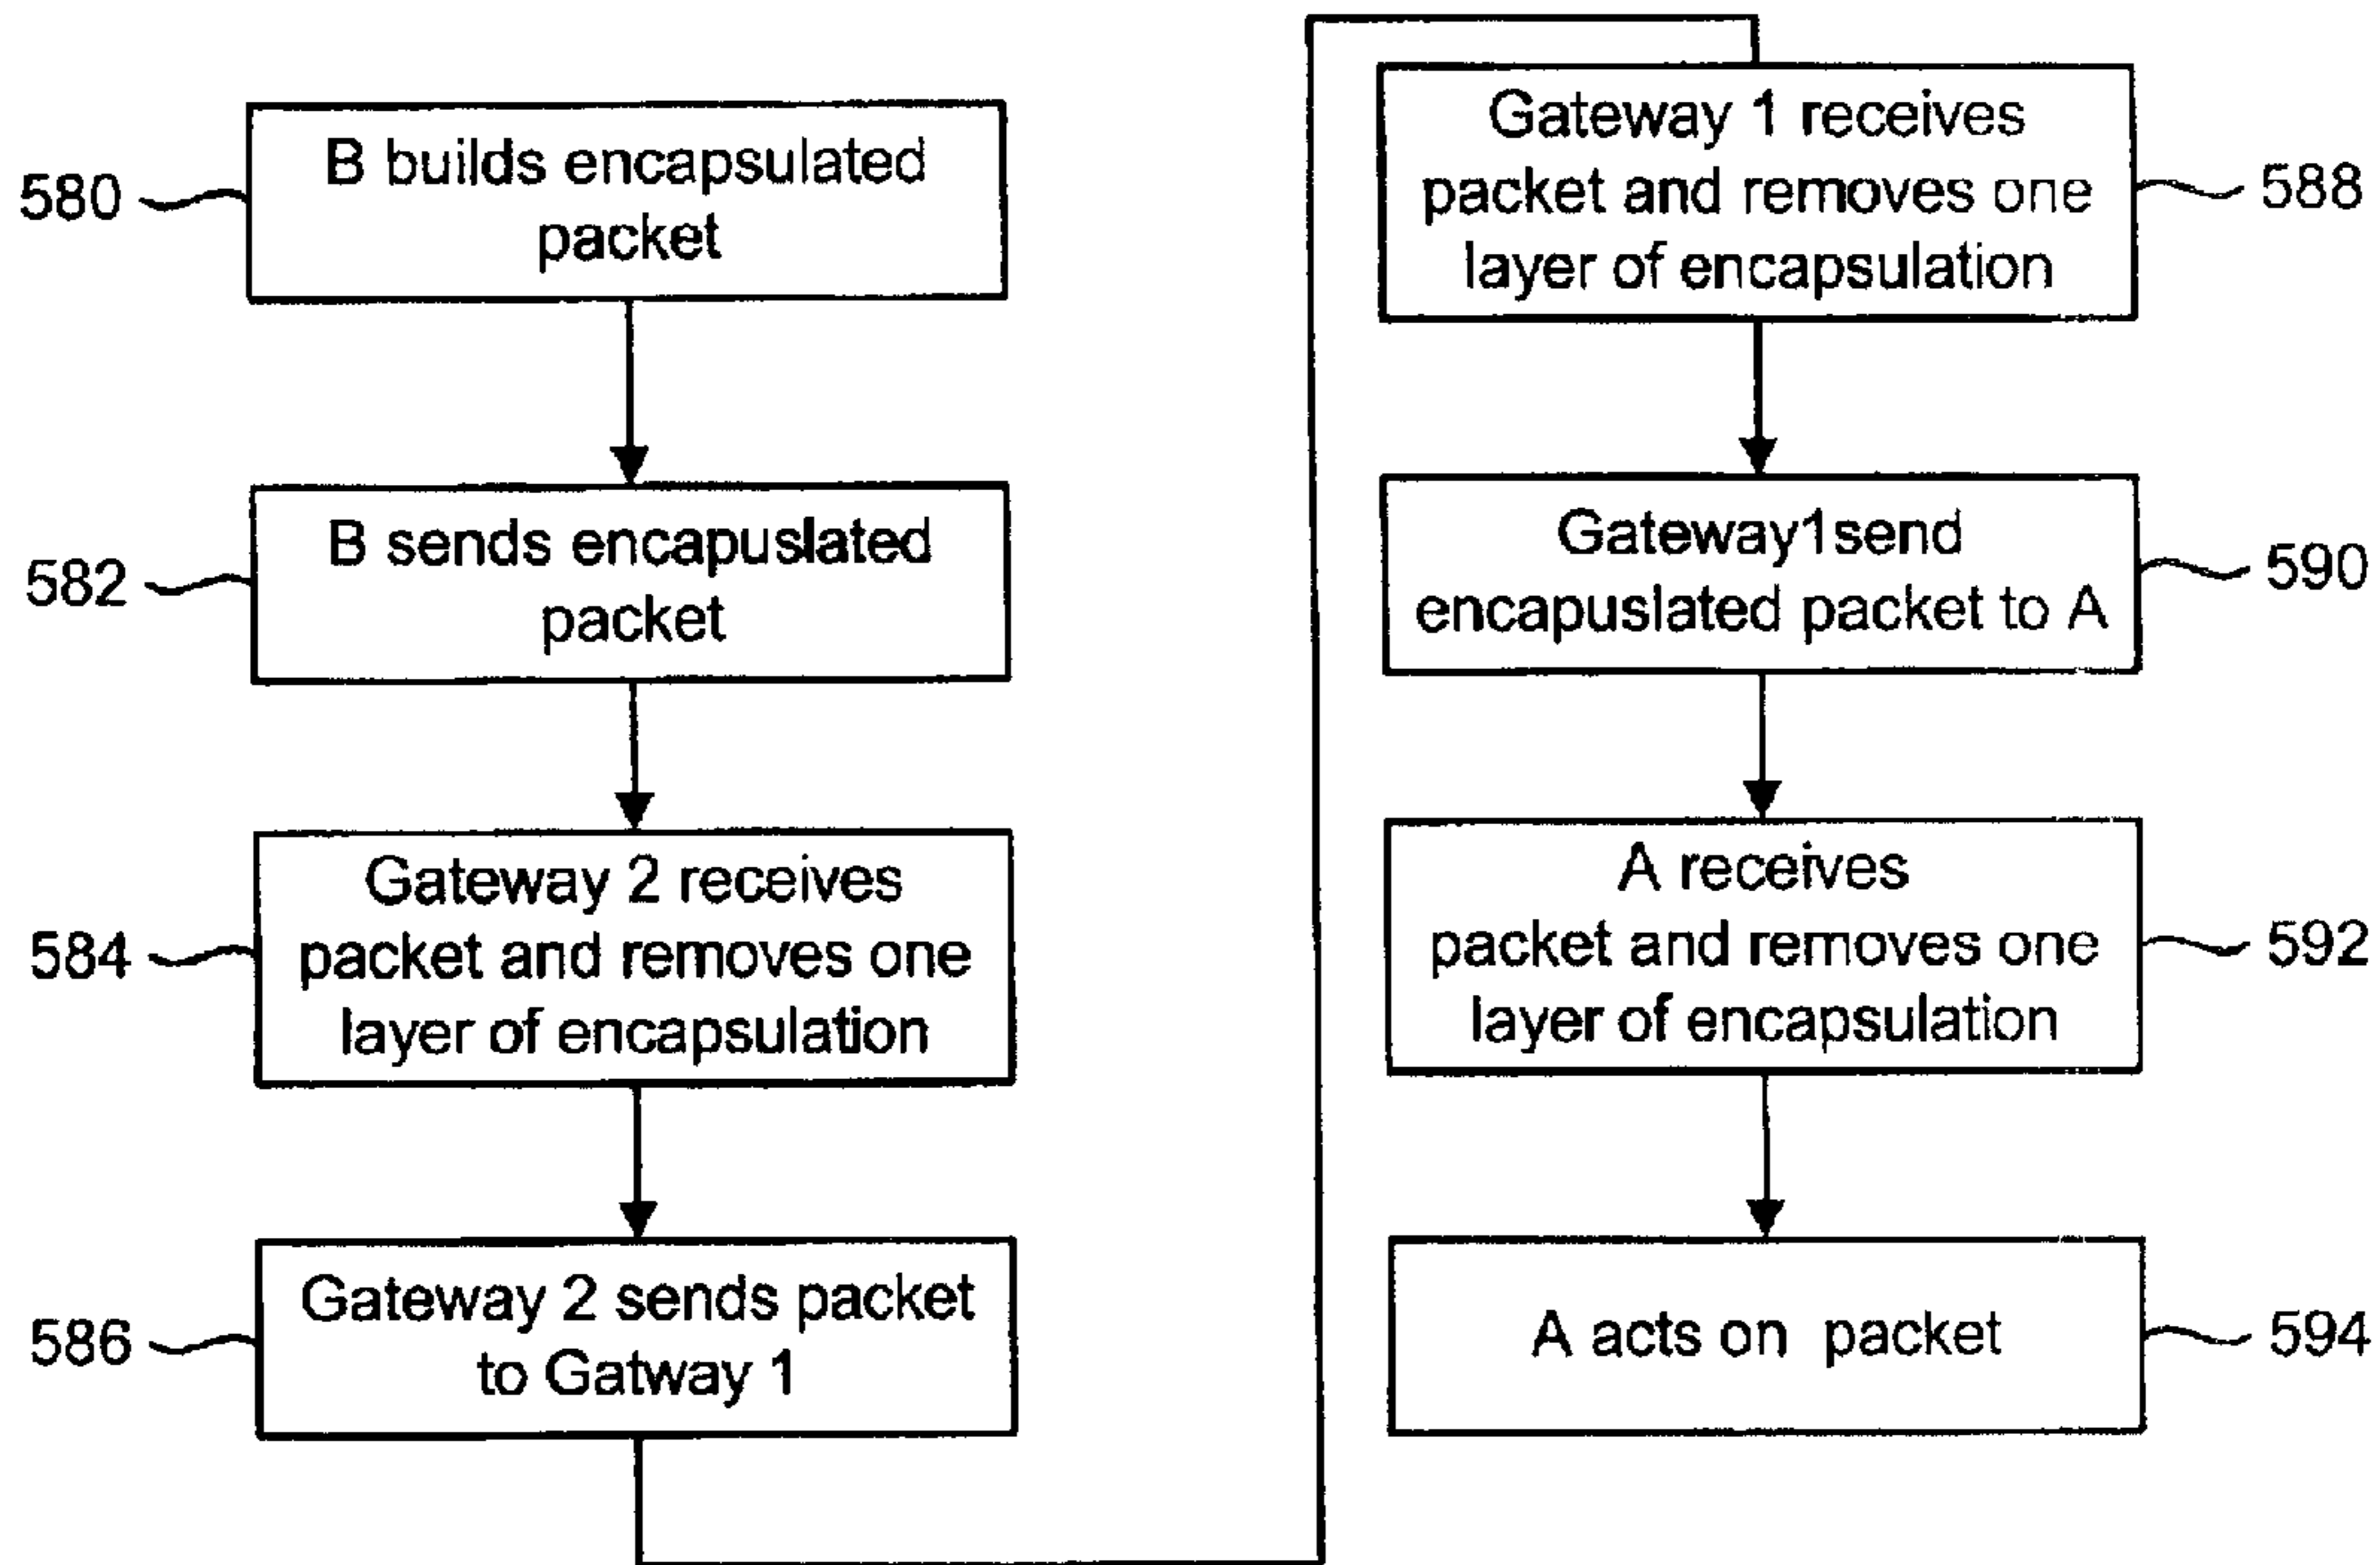 580
B builds encapsulated
packet
582
B sends encapuslated
packet
584
Gateway 2 receives
packet and removes one
layer of encapsulation
586
Gateway 2 sends packet
to Gatway 1
Gateway 1 receives
packet and removes one
layer of encapsulation
588
Gateway1send
encapuslated packet to A
590
A receives
packet and removes one
layer of encapsulation
592
A acts on packet
594